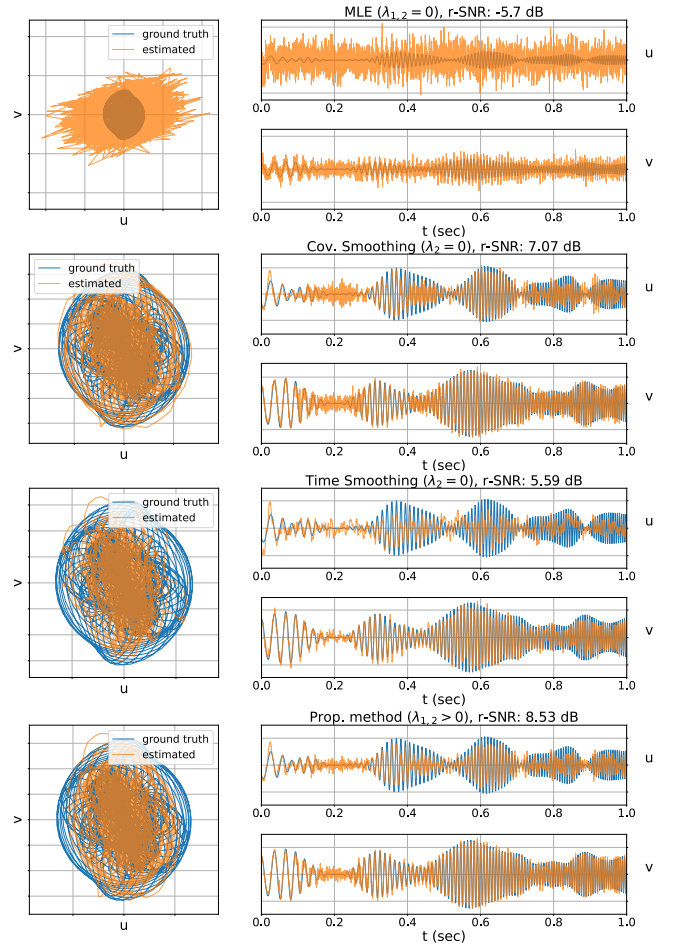 MLE (λ1,2 = 0), r-SNR: -5.7 dB
ground truth
estimated
v
u
u
v
0.0 0.2 0.4 0.6 0.8 1.0
0.0 0.2 0.4 0.6 0.8 1.0
t (sec)
Cov. Smoothing (λ2 = 0), r-SNR: 7.07 dB
ground truth
estimated
v
u
u
v
0.0 0.2 0.4 0.6 0.8 1.0
0.0 0.2 0.4 0.6 0.8 1.0
t (sec)
Time Smoothing (λ2 = 0), r-SNR: 5.59 dB
ground truth
estimated
v
u
u
v
0.0 0.2 0.4 0.6 0.8 1.0
0.0 0.2 0.4 0.6 0.8 1.0
t (sec)
Prop. method (λ1,2 > 0), r-SNR: 8.53 dB
ground truth
estimated
v
u
u
v
0.0 0.2 0.4 0.6 0.8 1.0
0.0 0.2 0.4 0.6 0.8 1.0
t (sec)